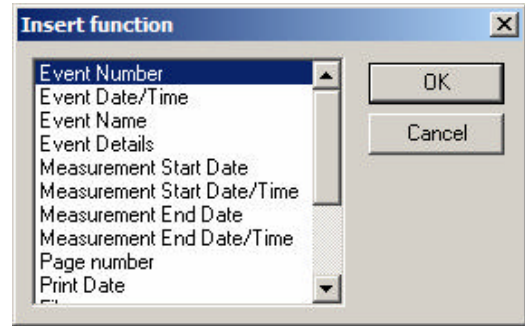 Insert function
Event Number
Event Date/Time
Event Name
Event Details
Measurement Start Date
Measurement Start Date/Time
Measurement End Date
Measurement End Date/Time
Page number
Print Date
OK
Cancel